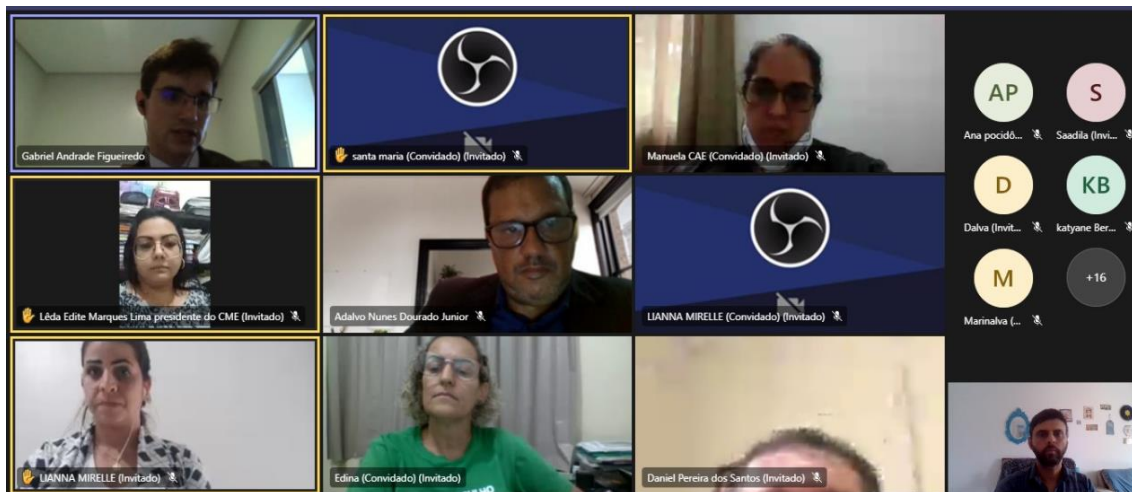 AP
S
Gabriel Andrade Figueiredo
santa maria (Convidado) (Invitado)
Manuela CAE (Convidado) (Invitado)
Ana pocidô...
Saadila (Invi...
D
KB
Dalva (Invit...
katyane Ber...
Lêda Edite Marques Lima presidente do CME (Invitado)
Adalvo Nunes Dourado Junior
LIANNA MIRELLE (Convidado) (Invitado)
M
+16
Marinalva (...
LIANNA MIRELLE (Invitado)
Edina (Convidado) (Invitado)
Daniel Pereira dos Santos (Invitado)